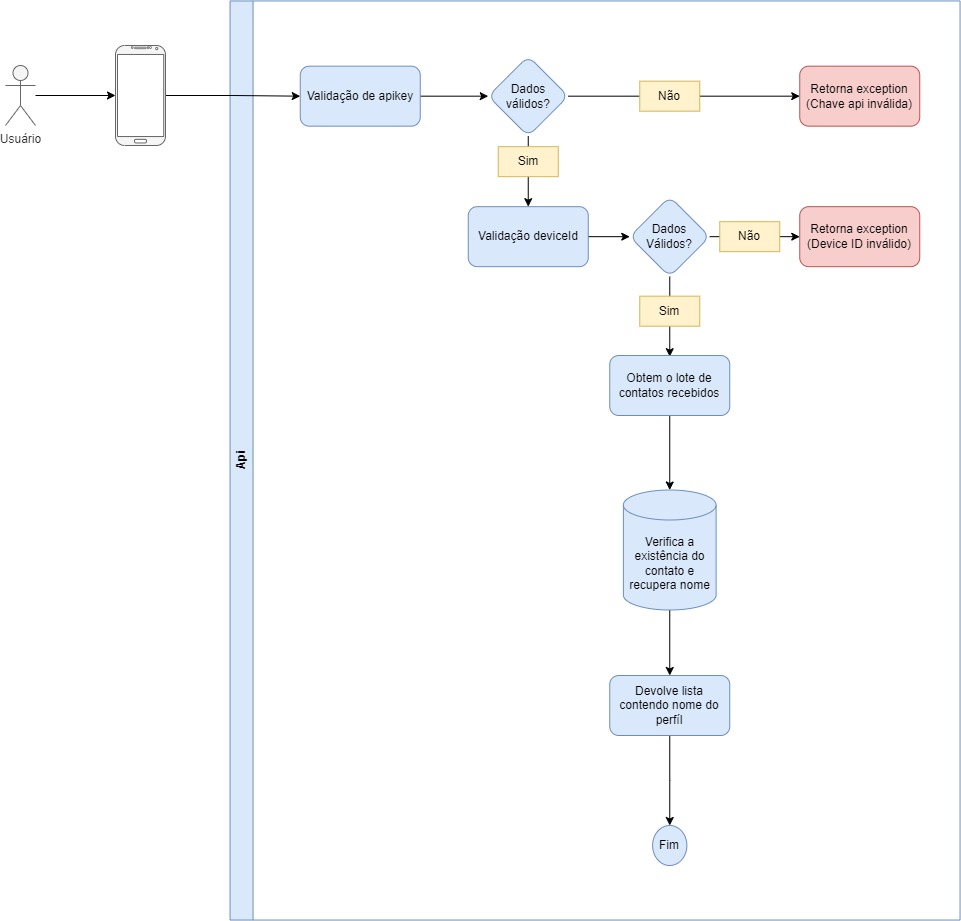 Usuário
Api
Validação de apikey
Dados
válidos?
Não
Retorna exception
(Chave api inválida)
Sim
Validação deviceId
Dados
Válidos?
Não
Retorna exception
(Device ID inválido)
Sim
Obtem o lote de
contatos recebidos
Verifica a
existência do
contato e
recupera nome
Devolve lista
contendo nome do
perfíl
Fim